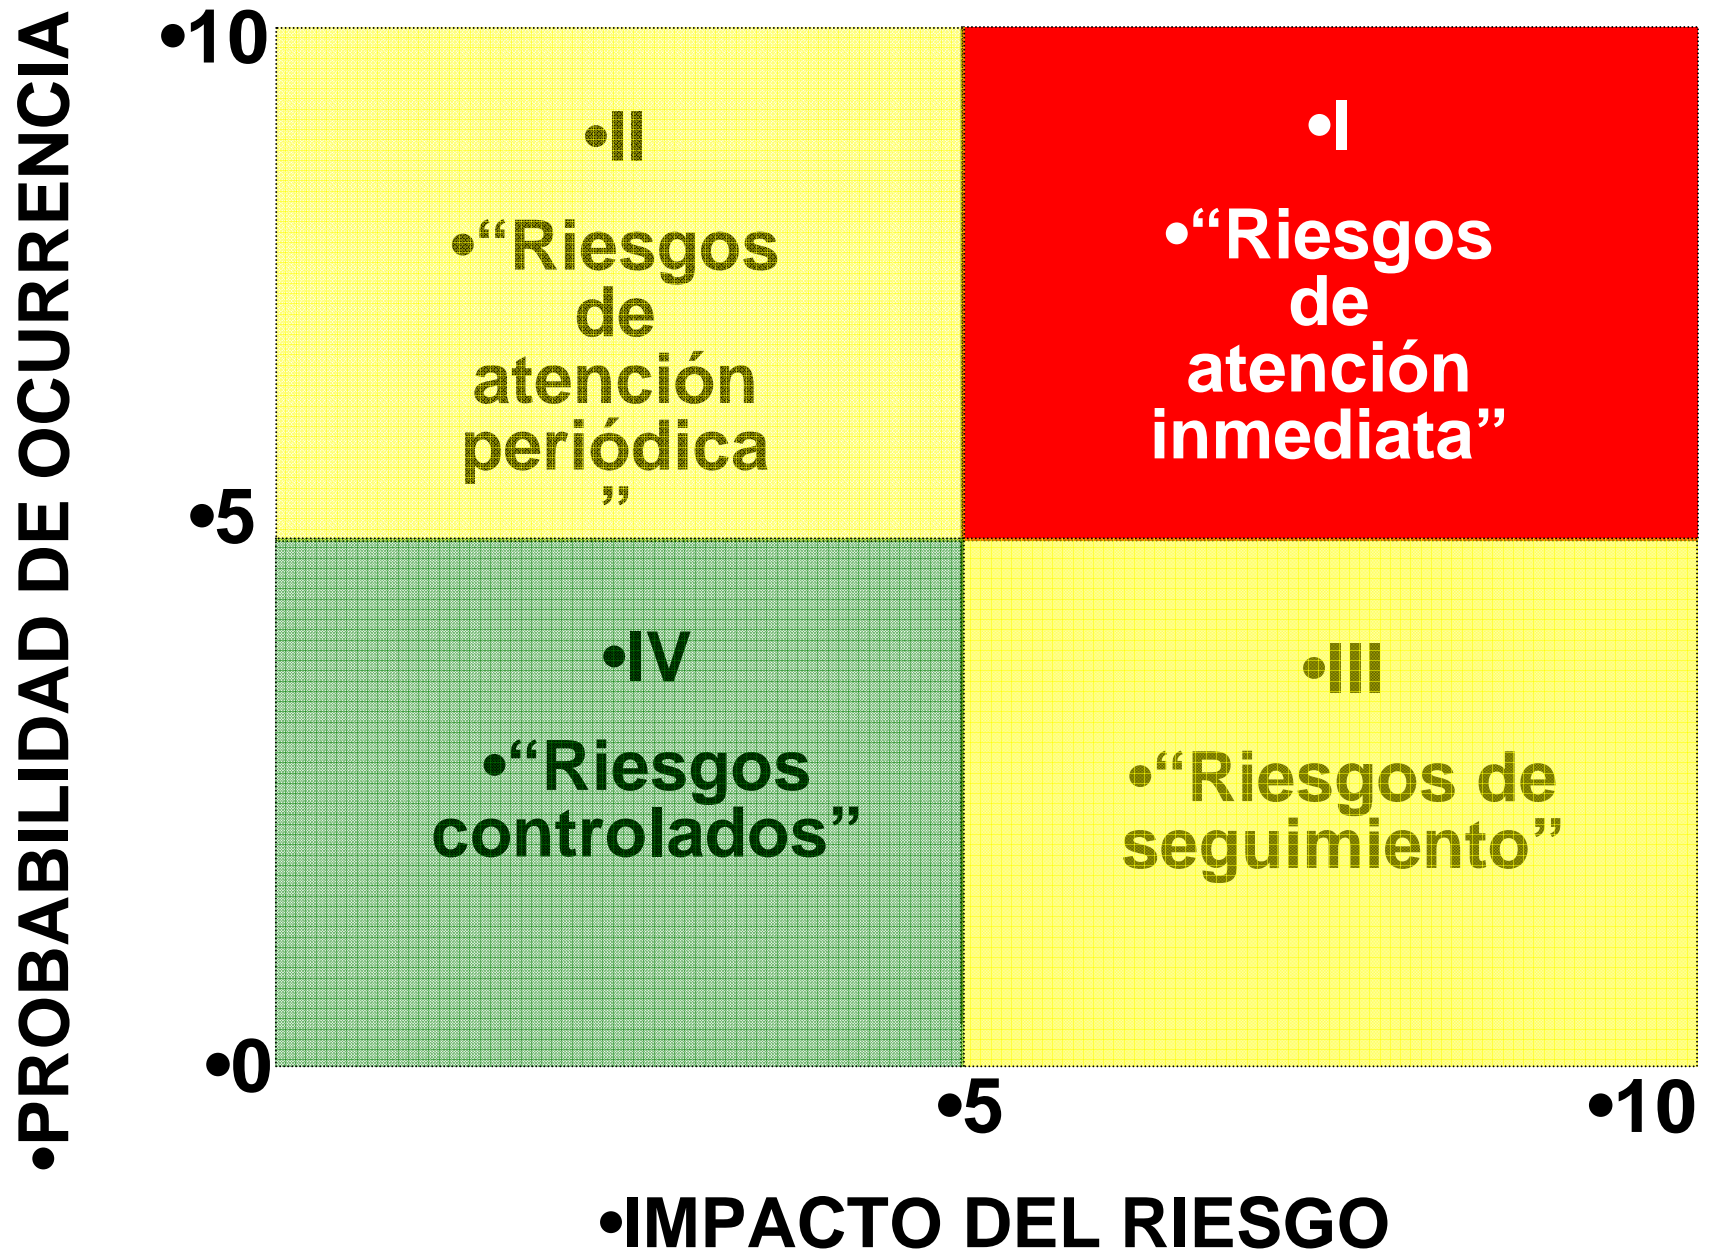 •PROBABILIDAD DE OCURRENCIA
•10
•5
•0
•II
•“Riesgos
de
atención
periódica
”
•I
•“Riesgos
de
atención
inmediata”
•IV
•“Riesgos
controlados”
•III
•“Riesgos de
seguimiento”
•5
•10
•IMPACTO DEL RIESGO